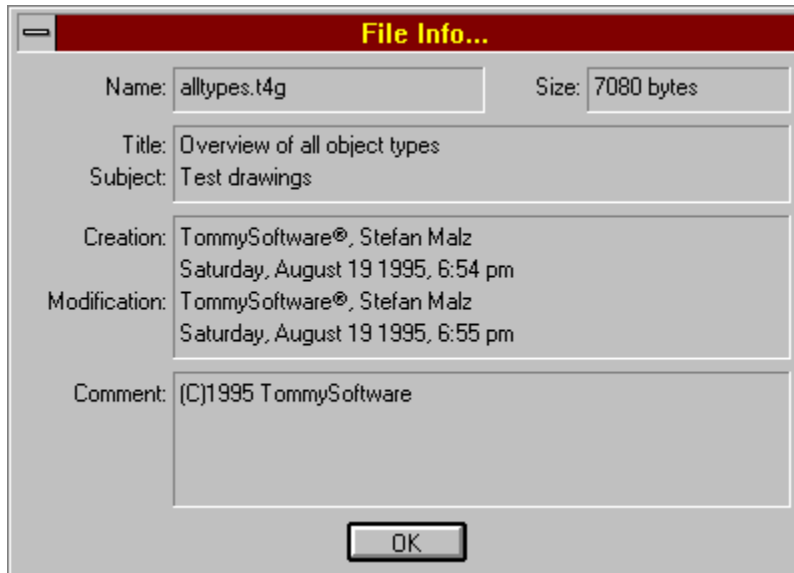 File Info...
Name: alltypes.t4g Size: 7080 bytes
Title: Overview of all object types
Subject: Test drawings
Creation: TommySoftware®, Stefan Malz
Saturday, August 19 1995, 6:54 pm
Modification: TommySoftware®, Stefan Malz
Saturday, August 19 1995, 6:55 pm
Comment: (C)1995 TommySoftware
OK